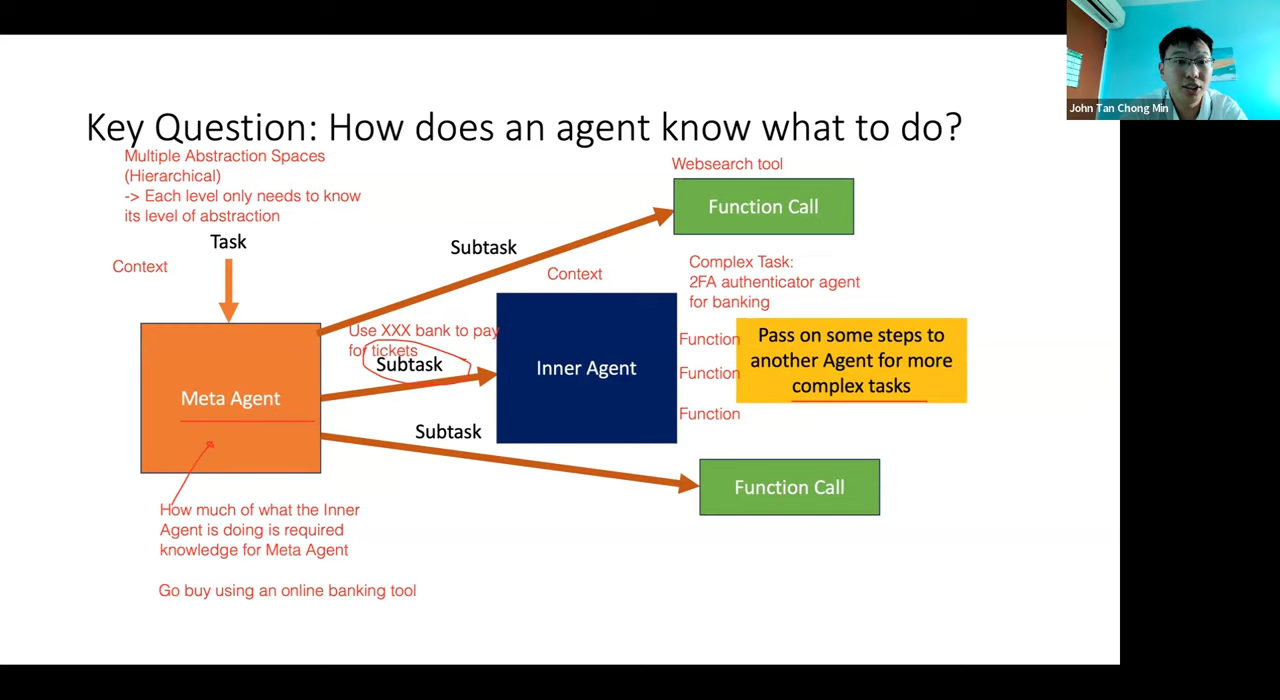 John Tan Chong Min
Key Question: How does an agent know what to do?
Multiple Abstraction Spaces
(Hierarchical)
-> Each level only needs to know
its level of abstraction
Websearch tool
Function Call
Task
Context
Subtask
Context
Complex Task:
2FA authenticator agent
for banking
Use XXX bank to pay
for tickets
Subtask
Meta Agent
Inner Agent
Function
Function
Function
Pass on some steps to
another Agent for more
complex tasks
Subtask
Function Call
How much of what the Inner
Agent is doing is required
knowledge for Meta Agent
Go buy using an online banking tool